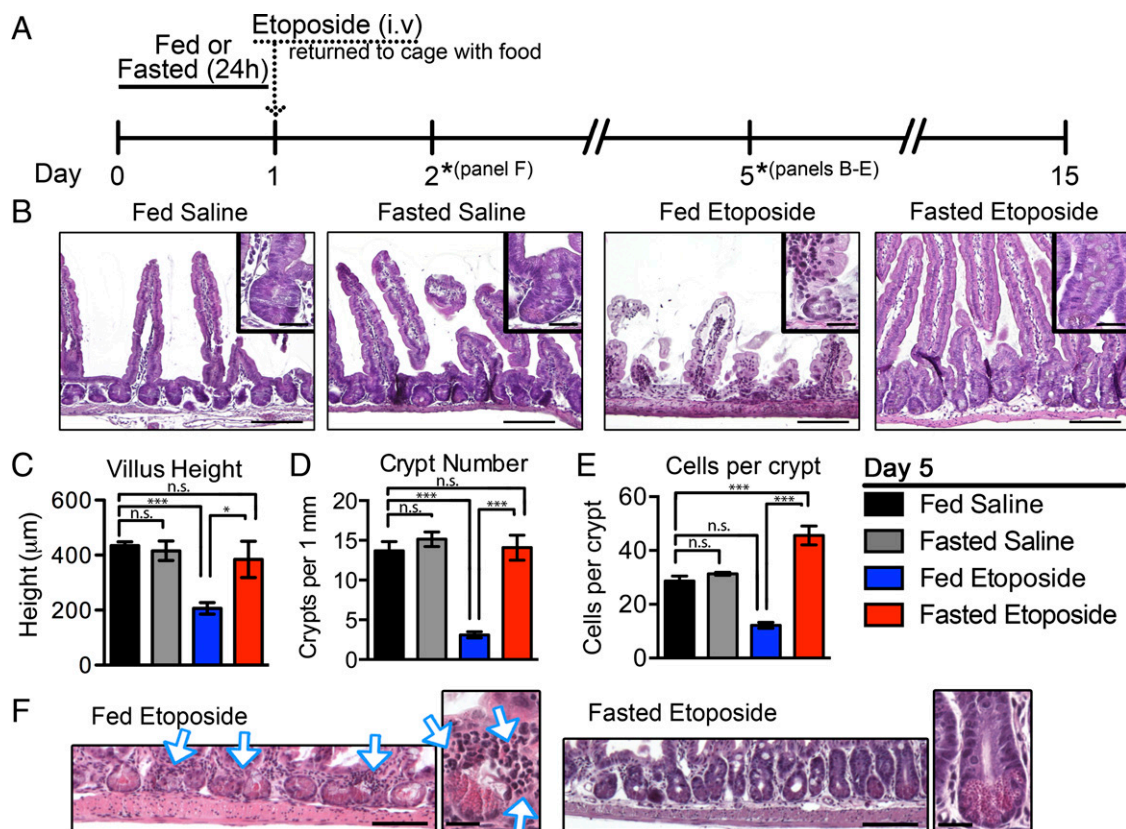 A
Etoposide (i.v)
returned to cage with food
Fed or
Fasted (24h)
Day 0 1 2*(panel F) 5*(panels B-E) 15
B
Fed Saline Fasted Saline Fed Etoposide Fasted Etoposide
C Villus Height
Height (μm)
600
400
200
0
n.s.
***
n.s.
*
D Crypt Number
Crypts per 1 mm
20
15
10
5
0
n.s.
***
n.s.
***
E Cells per crypt
Cells per crypt
60
40
20
0
***
n.s.
***
n.s.
Day 5
Fed Saline
Fasted Saline
Fed Etoposide
Fasted Etoposide
F
Fed Etoposide Fasted Etoposide